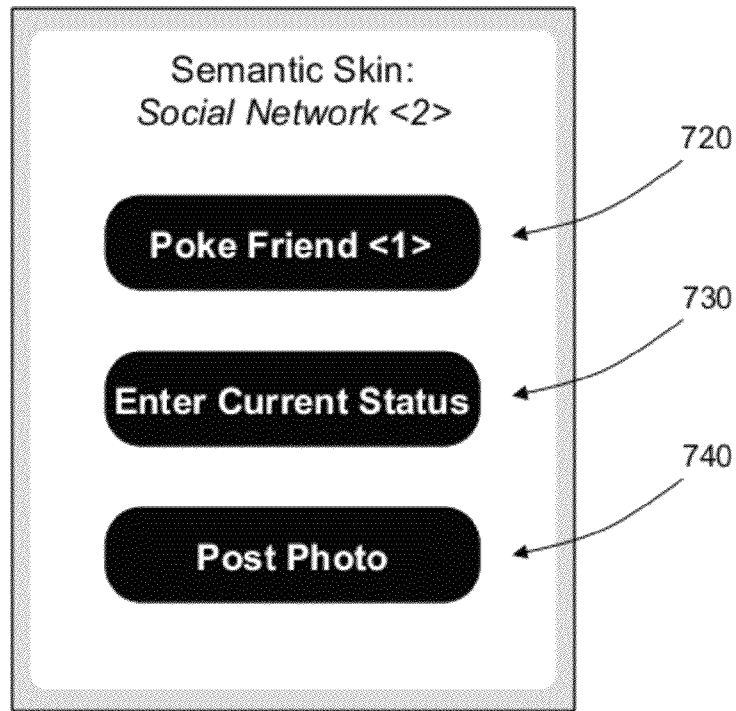 Semantic Skin:
Social Network <2>
720
Poke Friend <1>
730
Enter Current Status
740
Post Photo